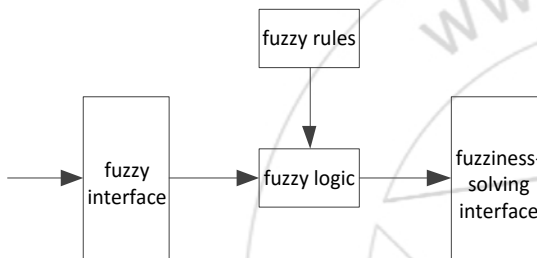 fuzzy rules
fuzzy
interface
fuzzy logic
fuzziness-
solving
interface